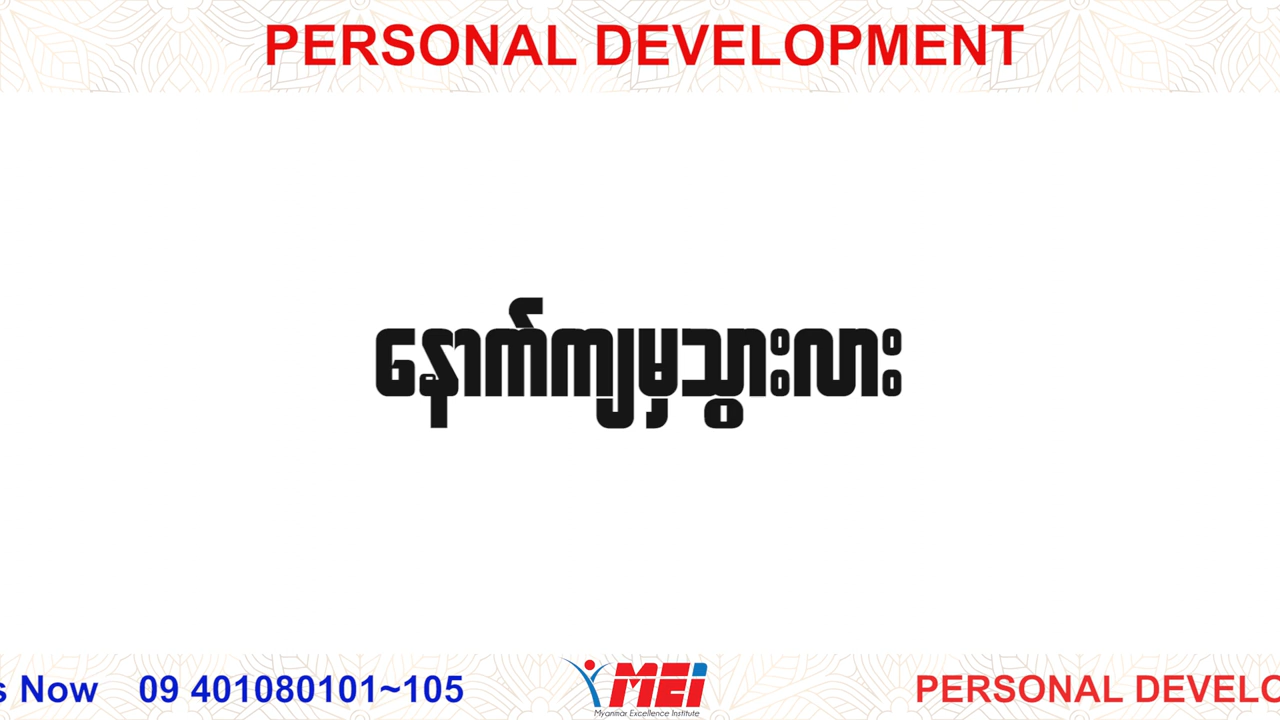 PERSONAL DEVELOPMENT
နောက်ကျမှသွားလား
s Now 09 401080101~105
MEi
Myanmar Excellence Institute
PERSONAL DEVELO